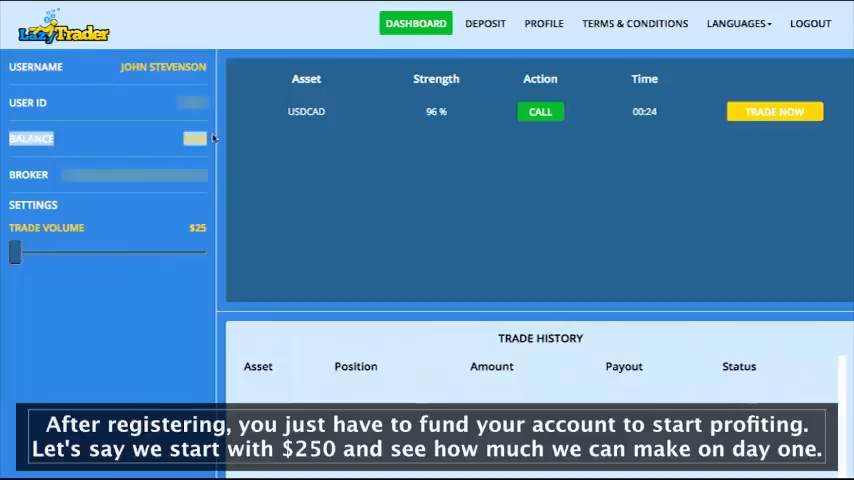 LazyTrader
DASHBOARD DEPOSIT PROFILE TERMS & CONDITIONS LANGUAGES LOGOUT
USERNAME JOHN STEVENSON
USER ID
BALANCE
BROKER
SETTINGS
TRADE VOLUME $25
Asset Strength Action Time
USDCAD 96 % CALL 00:24 TRADE NOW
TRADE HISTORY
Asset Position Amount Payout Status
After registering, you just have to fund your account to start profiting.
Let's say we start with $250 and see how much we can make on day one.